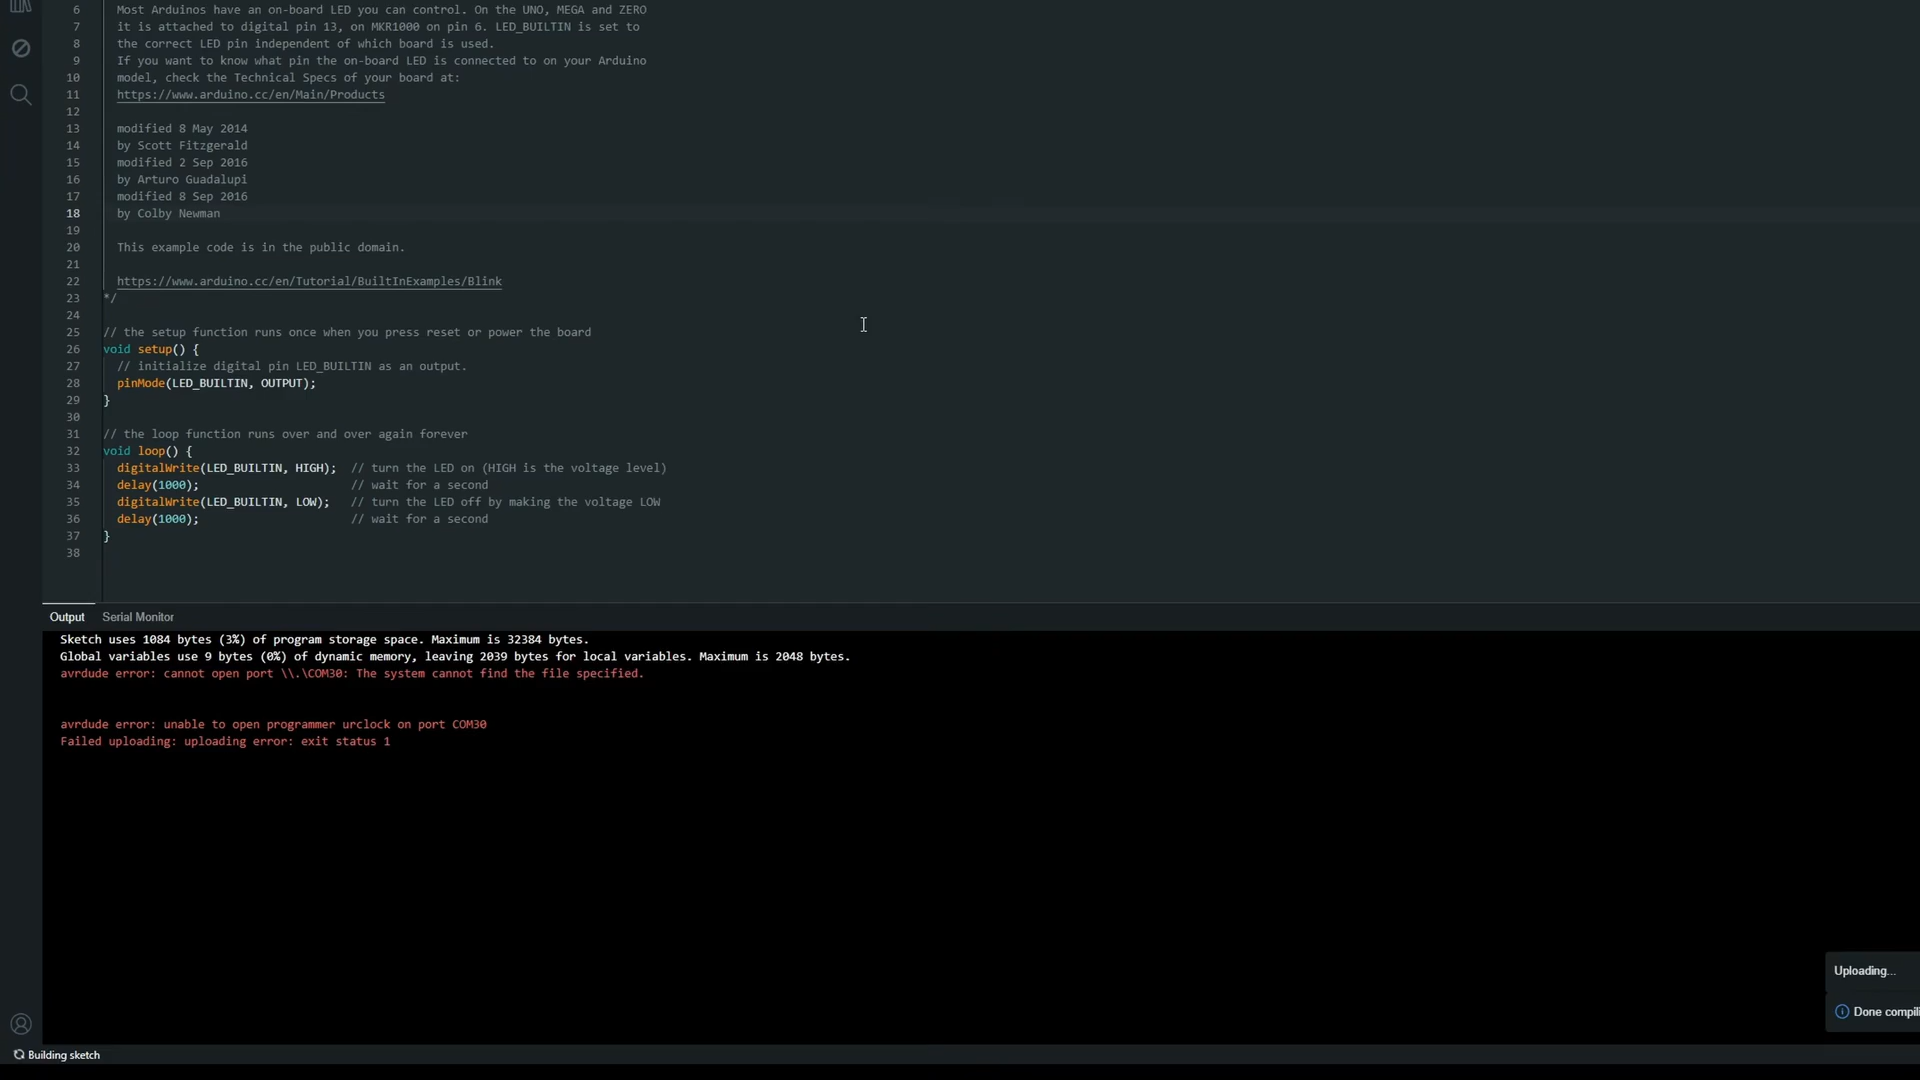 6 Most Arduinos have an on-board LED you can control. On the UNO, MEGA and ZERO
7 it is attached to digital pin 13, on MKR1000 on pin 6. LED_BUILTIN is set to
8 the correct LED pin independent of which board is used.
9 If you want to know what pin the on-board LED is connected to on your Arduino
10 model, check the Technical Specs of your board at:
11 https://www.arduino.cc/en/Main/Products
12
13 modified 8 May 2014
14 by Scott Fitzgerald
15 modified 2 Sep 2016
16 by Arturo Guadalupi
17 modified 8 Sep 2016
18 by Colby Newman
19
20 This example code is in the public domain.
21
22 https://www.arduino.cc/en/Tutorial/BuiltInExamples/Blink
23 */
24
25 // the setup function runs once when you press reset or power the board
26 void setup() {
27 // initialize digital pin LED_BUILTIN as an output.
28 pinMode(LED_BUILTIN, OUTPUT);
29 }
30
31 // the loop function runs over and over again forever
32 void loop() {
33 digitalWrite(LED_BUILTIN, HIGH); // turn the LED on (HIGH is the voltage level)
34 delay(1000); // wait for a second
35 digitalWrite(LED_BUILTIN, LOW); // turn the LED off by making the voltage LOW
36 delay(1000); // wait for a second
37 }
38
Output Serial Monitor
Sketch uses 1084 bytes (3%) of program storage space. Maximum is 32384 bytes.
Global variables use 9 bytes (0%) of dynamic memory, leaving 2039 bytes for local variables. Maximum is 2048 bytes.
avrdude error: cannot open port \\.\COM30: The system cannot find the file specified.
avrdude error: unable to open programmer urclock on port COM30
Failed uploading: uploading error: exit status 1
Uploading...
Done compili
Building sketch